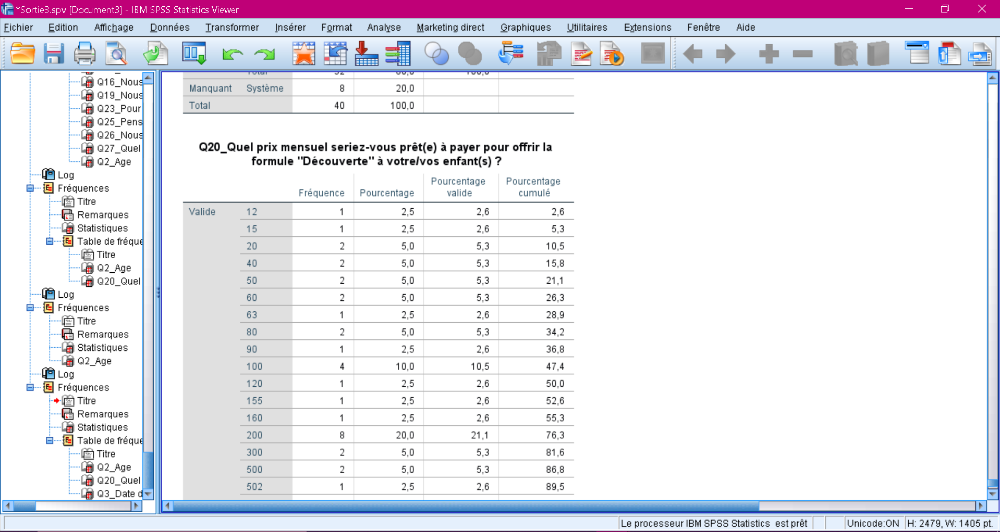 *Sortie3.spv [Document3] - IBM SPSS Statistics Viewer
Fichier Edition Affichage Données Transformer Insérer Format Analyse Marketing direct Graphiques Utilitaires Extensions Fenêtre Aide
Q16_Nous
Q19_Nous
Q23_Pour
Q25_Pens
Q26_Nous
Q27_Quel
Q2_Age
Log
Fréquences
Titre
Remarques
Statistiques
Table de fréque
Titre
Q2_Age
Q20_Quel
Log
Fréquences
Titre
Remarques
Statistiques
Q2_Age
Log
Fréquences
Titre
Remarques
Statistiques
Table de fréque
Titre
Q2_Age
Q20_Quel
Q3_Date d
Total 32 80,0 100,0
Manquant Système 8 20,0
Total 40 100,0
Q20_Quel prix mensuel seriez-vous prêt(e) à payer pour offrir la
formule "Découverte" à votre/vos enfant(s) ?
Fréquence Pourcentage Pourcentage valide Pourcentage cumulé
Valide 12 1 2,5 2,6 2,6
15 1 2,5 2,6 5,3
20 2 5,0 5,3 10,5
40 2 5,0 5,3 15,8
50 2 5,0 5,3 21,1
60 2 5,0 5,3 26,3
63 1 2,5 2,6 28,9
80 2 5,0 5,3 34,2
90 1 2,5 2,6 36,8
100 4 10,0 10,5 47,4
120 1 2,5 2,6 50,0
155 1 2,5 2,6 52,6
160 1 2,5 2,6 55,3
200 8 20,0 21,1 76,3
300 2 5,0 5,3 81,6
500 2 5,0 5,3 86,8
502 1 2,5 2,6 89,5
Le processeur IBM SPSS Statistics est prêt Unicode:ON H: 2479, W: 1405 pt.